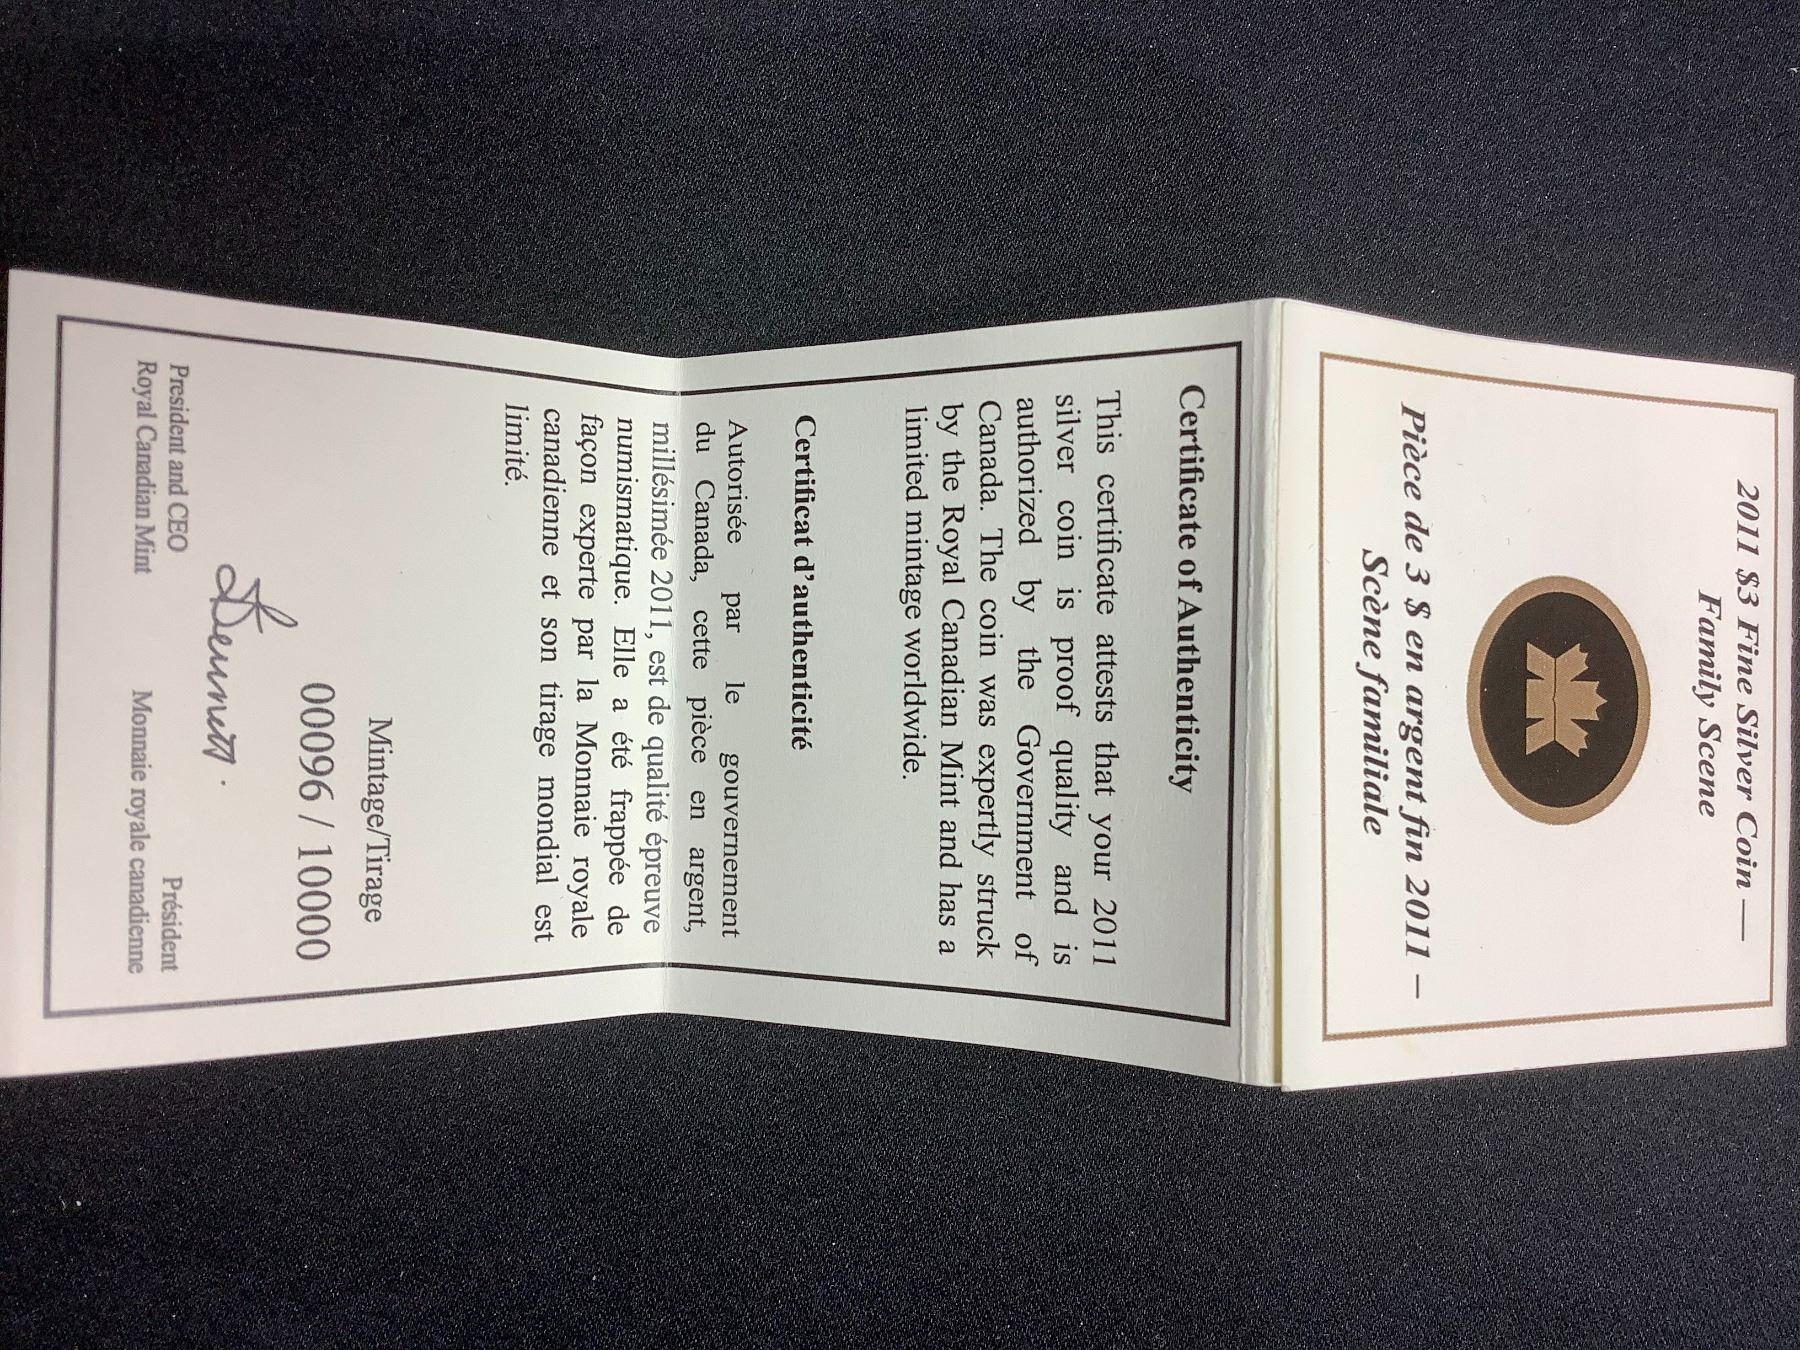 2011 $3 Fine Silver Coin —
Family Scene
Pièce de 3 $ en argent fin 2011 –
Scène familiale
Certificate of Authenticity
This certificate attests that your 2011
silver coin is proof quality and is
authorized by the Government of
Canada. The coin was expertly struck
by the Royal Canadian Mint and has a
limited mintage worldwide.
Certificat d'authenticité
Autorisée par le gouvernement
du Canada, cette pièce en argent,
millésimée 2011, est de qualité épreuve
numismatique. Elle a été frappée de
façon experte par la Monnaie royale
canadienne et son tirage mondial est
limité.
Mintage/Tirage
00096 / 10000
President and CEO
Royal Canadian Mint
Président
Monnaie royale canadienne